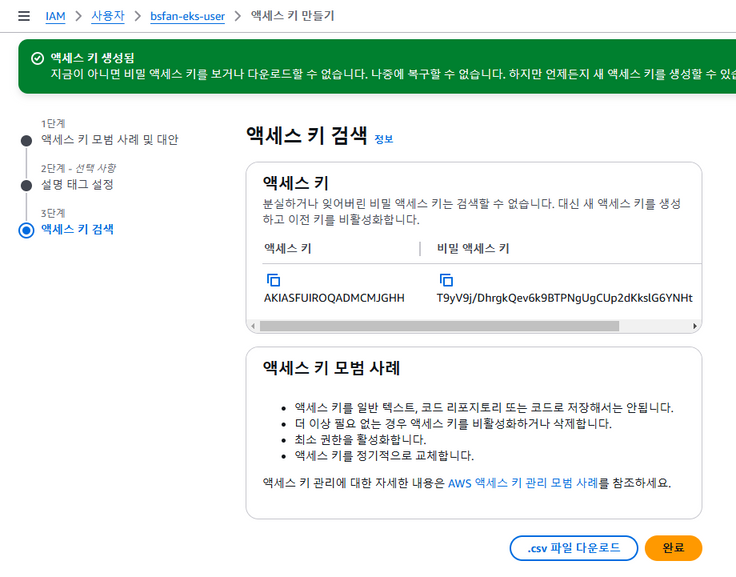 IAM > 사용자 > bsfan-eks-user > 액세스 키 만들기
액세스 키 생성됨
지금이 아니면 비밀 액세스 키를 보거나 다운로드할 수 없습니다. 나중에 복구할 수 없습니다. 하지만 언제든지 새 액세스 키를 생성할 수 있습
1단계
액세스 키 모범 사례 및 대안
2단계 - 선택 사항
설명 태그 설정
3단계
액세스 키 검색
액세스 키 검색 정보
액세스 키
분실하거나 잊어버린 비밀 액세스 키는 검색할 수 없습니다. 대신 새 액세스 키를 생성
하고 이전 키를 비활성화합니다.
액세스 키 비밀 액세스 키
AKIASFUIROQADMCMJGHH T9yV9j/DhrgkQev6k9BTPNgUgCUp2dKkslG6YNHt
액세스 키 모범 사례
• 액세스 키를 일반 텍스트, 코드 리포지토리 또는 코드로 저장해서는 안됩니다.
• 더 이상 필요 없는 경우 액세스 키를 비활성화하거나 삭제합니다.
• 최소 권한을 활성화합니다.
• 액세스 키를 정기적으로 교체합니다.
액세스 키 관리에 대한 자세한 내용은 AWS 액세스 키 관리 모범 사례를 참조하세요.
.csv 파일 다운로드 완료